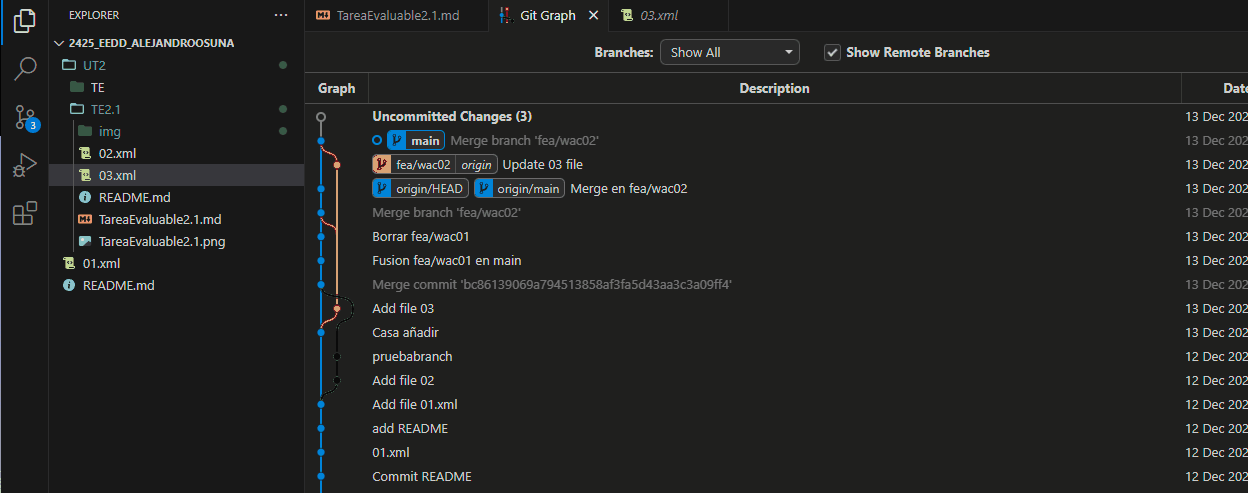 EXPLORER
2425_EEDD_ALEJANDROOSUNA
UT2
TE
TE2.1
img
02.xml
03.xml
README.md
TareaEvaluable2.1.md
TareaEvaluable2.1.png
01.xml
README.md
3
TareaEvaluable2.1.md
Git Graph
03.xml
Branches: Show All
Show Remote Branches
Graph Description Date
Uncommitted Changes (3) 13 Dec 202
main Merge branch 'fea/wac02' 13 Dec 202
fea/wac02 origin Update 03 file 13 Dec 202
origin/HEAD origin/main Merge en fea/wac02 13 Dec 202
Merge branch 'fea/wac02' 13 Dec 202
Borrar fea/wac01 13 Dec 202
Fusion fea/wac01 en main 13 Dec 202
Merge commit 'bc86139069a794513858af3fa5d43aa3c3a09ff4' 13 Dec 202
Add file 03 13 Dec 202
Casa añadir 13 Dec 202
pruebabranch 12 Dec 202
Add file 02 12 Dec 202
Add file 01.xml 12 Dec 202
add README 12 Dec 202
01.xml 12 Dec 202
Commit README 12 Dec 202